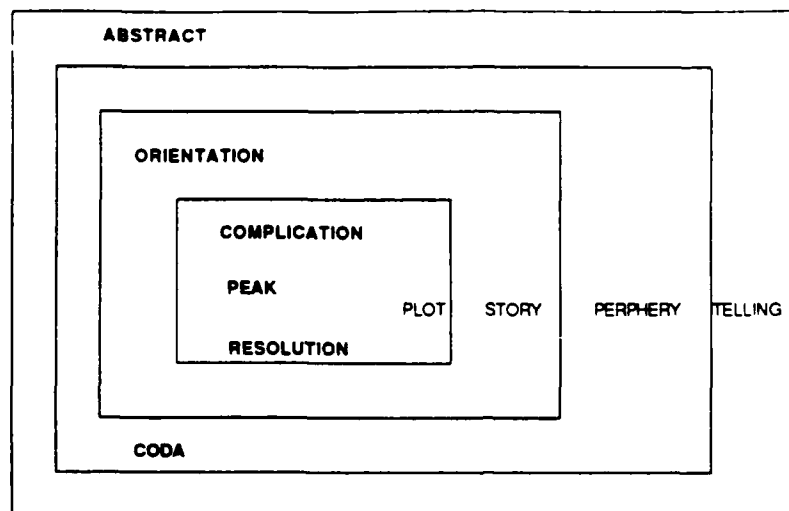 ABSTRACT
ORIENTATION
COMPLICATION
PEAK
PLOT STORY PERPHERY TELLING
RESOLUTION
CODA